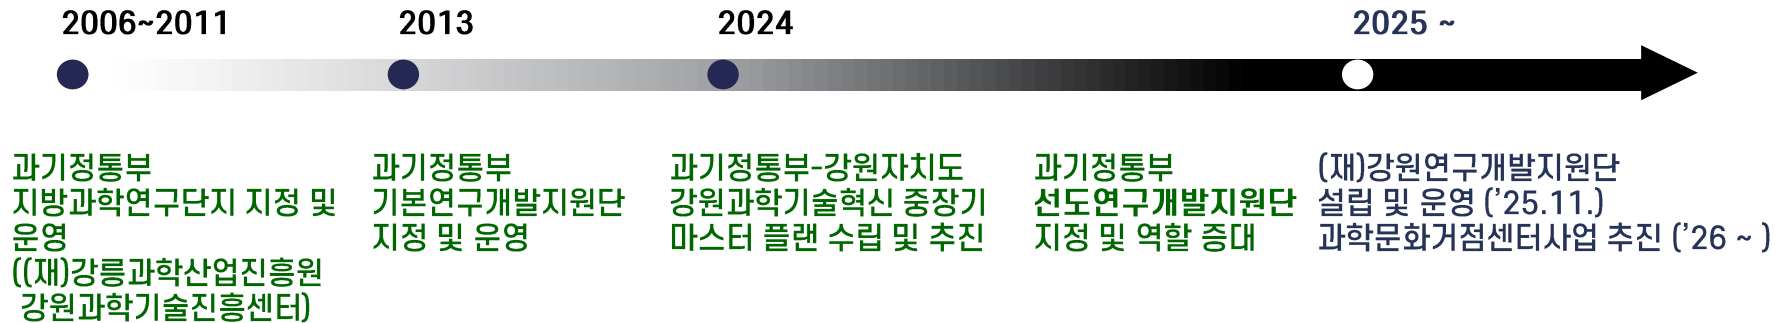 2006~2011
2013
2024
2025 ~
과기정통부
지방과학연구단지 지정 및
운영
((재)강릉과학산업진흥원
강원과학기술진흥센터)
과기정통부
기본연구개발지원단
지정 및 운영
과기정통부-강원자치도
강원과학기술혁신 중장기
마스터 플랜 수립 및 추진
과기정통부
선도연구개발지원단
지정 및 역할 증대
(재)강원연구개발지원단
설립 및 운영 (’25.11.)
과학문화거점센터사업 추진 (’26 ~ )